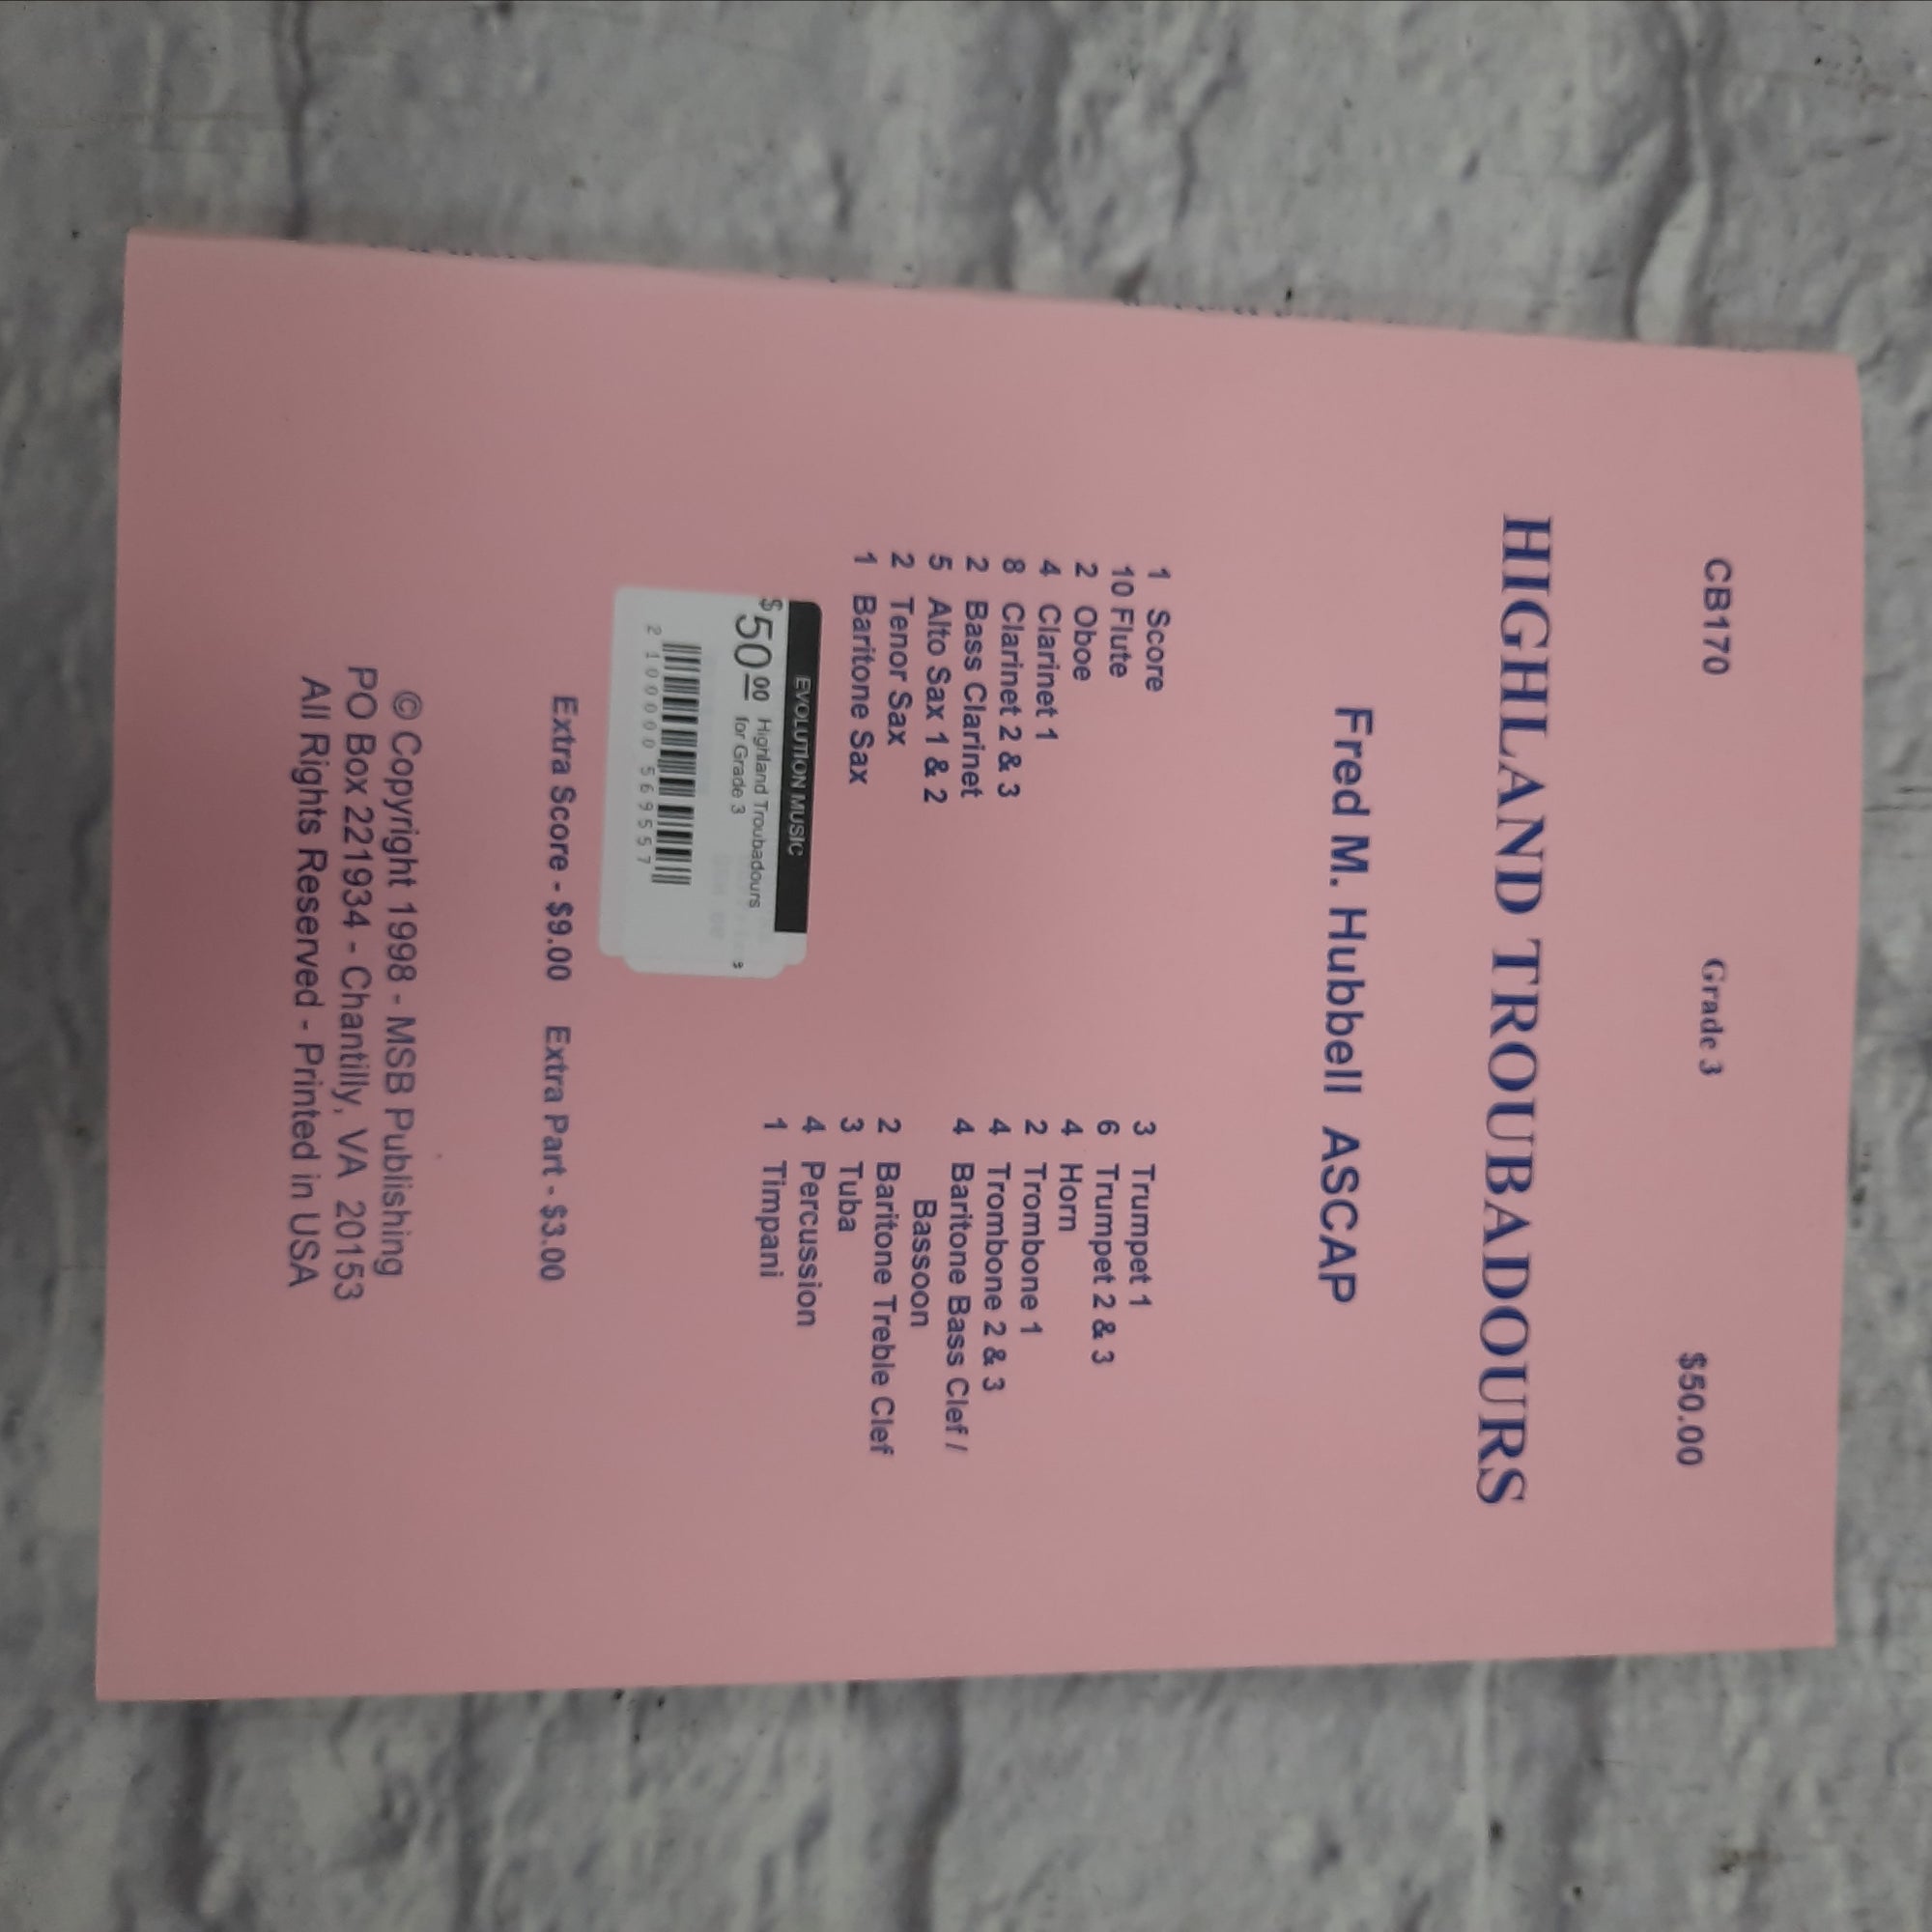 CB170 Grade 3 $50.00
HIGHLAND TROUBADOURS
Fred M. Hubbell ASCAP
1 Score
10 Flute
2 Oboe
4 Clarinet 1
8 Clarinet 2 & 3
2 Bass Clarinet
5 Alto Sax 1 & 2
2 Tenor Sax
1 Baritone Sax
3 Trumpet 1
6 Trumpet 2 & 3
4 Horn
2 Trombone 1
4 Trombone 2 & 3
4 Baritone Bass Clef /
Bassoon
2 Baritone Treble Clef
3 Tuba
4 Percussion
1 Timpani
EVOLUTION MUSIC
$50.00 Highland Troubadours
for Grade 3
2 100000 569557
Extra Score - $9.00 Extra Part - $3.00
© Copyright 1998 - MSB Publishing
PO Box 221934 - Chantilly, VA 20153
All Rights Reserved - Printed in USA